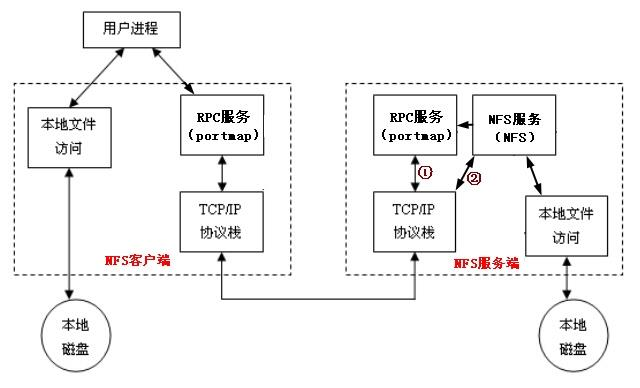 用户进程
本地文件
访问
RPC服务
(portmap)
TCP/IP
协议栈
NFS客户端
本地
磁盘
RPC服务
(portmap)
NFS服务
(NFS)
①
②
TCP/IP
协议栈
本地文件
访问
NFS服务端
本地
磁盘